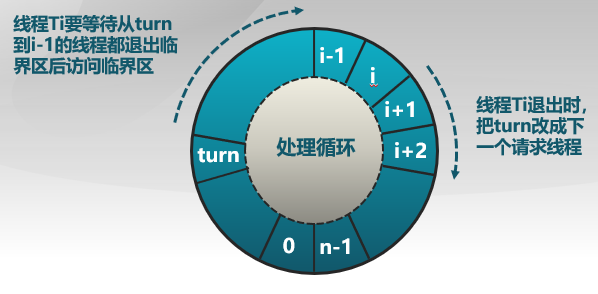 线程Ti要等待从turn
到i-1的线程都退出临
界区后访问临界区
i-1
i
i+1
i+2
n-1
0
turn
处理循环
线程Ti退出时,
把turn改成下
一个请求线程